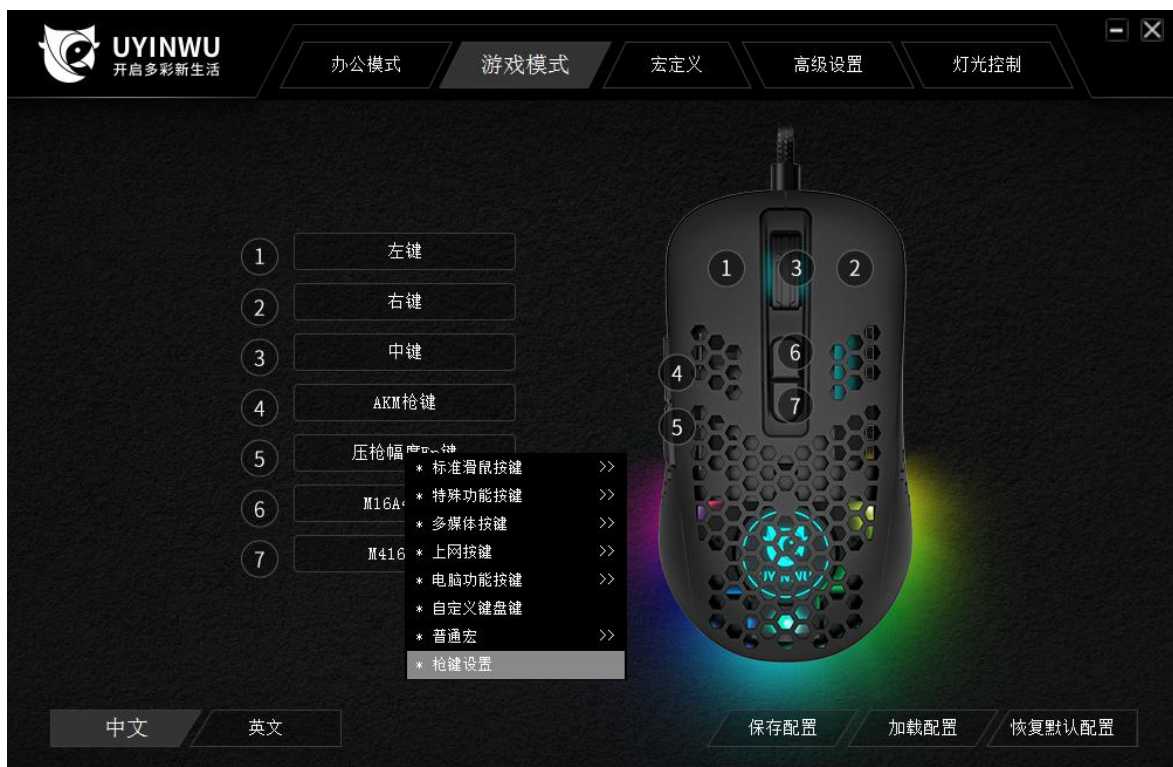 UYINWU
开启多彩新生活
办公模式
游戏模式
宏定义
高级设置
灯光控制
1 左键
2 右键
3 中键
4 AKM枪键
5 压枪幅度
6 M16A
7 M416
* 标准滑鼠按键 >>
* 特殊功能按键 >>
* 多媒体按键 >>
* 上网按键 >>
* 电脑功能按键 >>
* 自定义键盘键
* 普通宏 >>
* 枪键设置
1
3
2
4
6
5
7
中文
英文
保存配置
加载配置
恢复默认配置